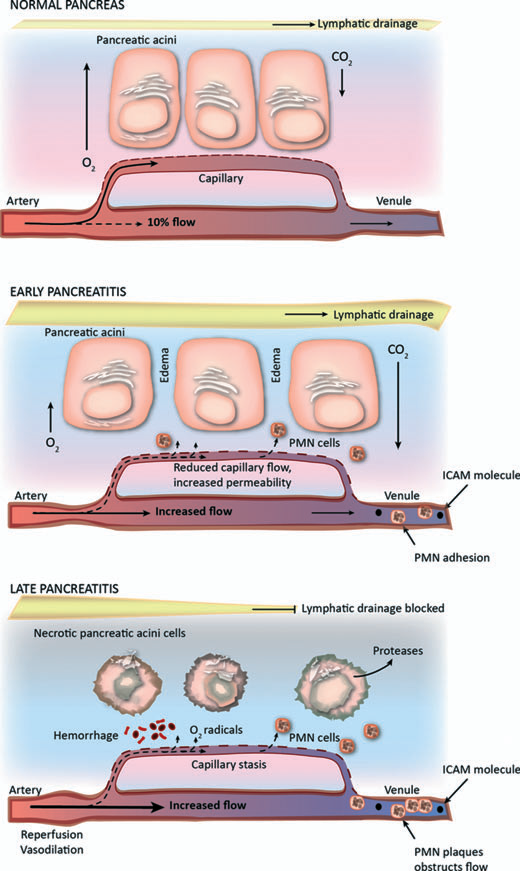 NORMAL PANCREAS
Lymphatic drainage
Pancreatic acini
CO2
O2
Capillary
Artery
Venule
10% flow
EARLY PANCREATITIS
Lymphatic drainage
Pancreatic acini
Edema
Edema
CO2
O2
PMN cells
Reduced capillary flow,
increased permeability
ICAM molecule
Artery
Venule
Increased flow
PMN adhesion
LATE PANCREATITIS
Lymphatic drainage blocked
Necrotic pancreatic acini cells
Proteases
Hemorrhage
O2 radicals
PMN cells
Capillary stasis
ICAM molecule
Artery
Venule
Increased flow
Reperfusion
Vasodilation
PMN plaques
obstructs flow